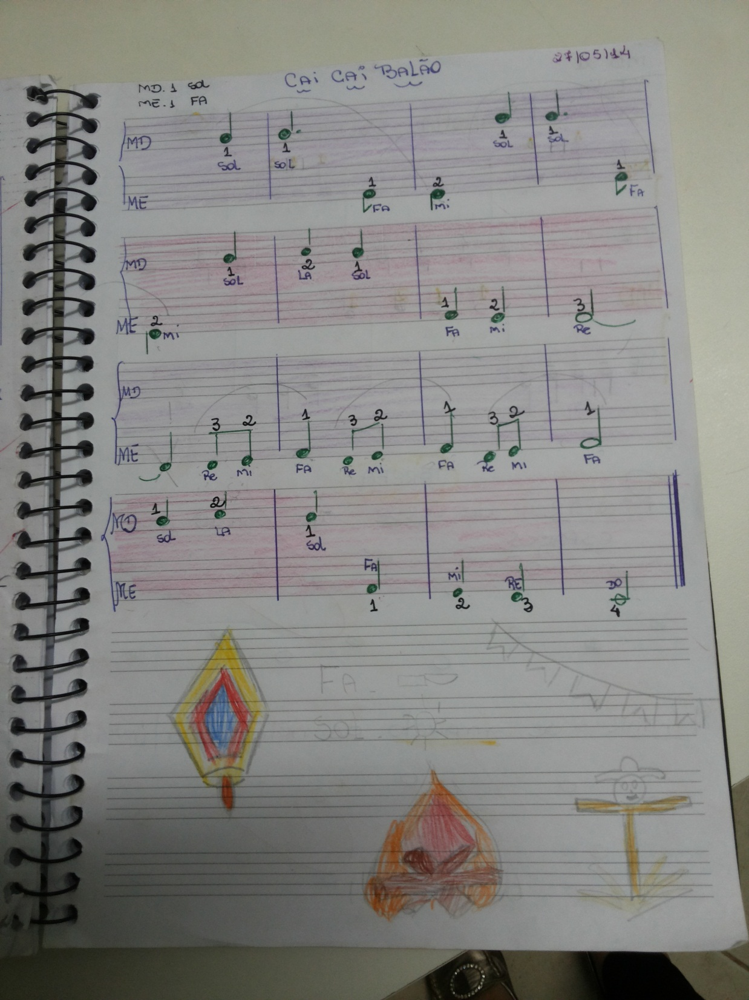 27/05/14
CAi CAi BALÃO
MD. 1 Sol
ME. 1 FA
MD 1 1 1 1
SOL SOL SOL SOL
ME 1 2 1
FA Mi FA
MD 1 2 1
SOL LA SOL
ME 2 1 2 3
Mi FA Mi Re
MD
3 2 1 3 2 1 3 2 1
ME
Re Mi FA Re Mi FA Re Mi FA
MD 1 2 1
Sol LA Sol
FA Mi RE DO
ME 1 2 3 4
FA.
SOL.